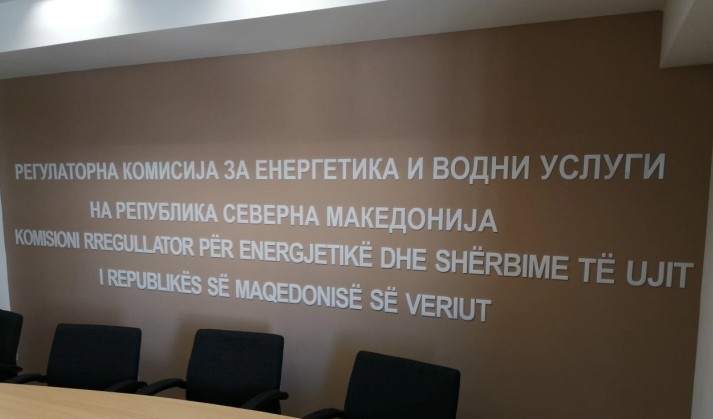 РЕГУЛАТОРНА КОМИСИЈА ЗА ЕНЕРГЕТИКА И ВОДНИ УСЛУГИ
НА РЕПУБЛИКА СЕВЕРНА МАКЕДОНИЈА
KOMISIONI RREGULLATOR PËR ENERGJETIKË DHE SHËRBIME TË UJIT
I REPUBLIKËS SË MAQEDONISË SË VERIUT